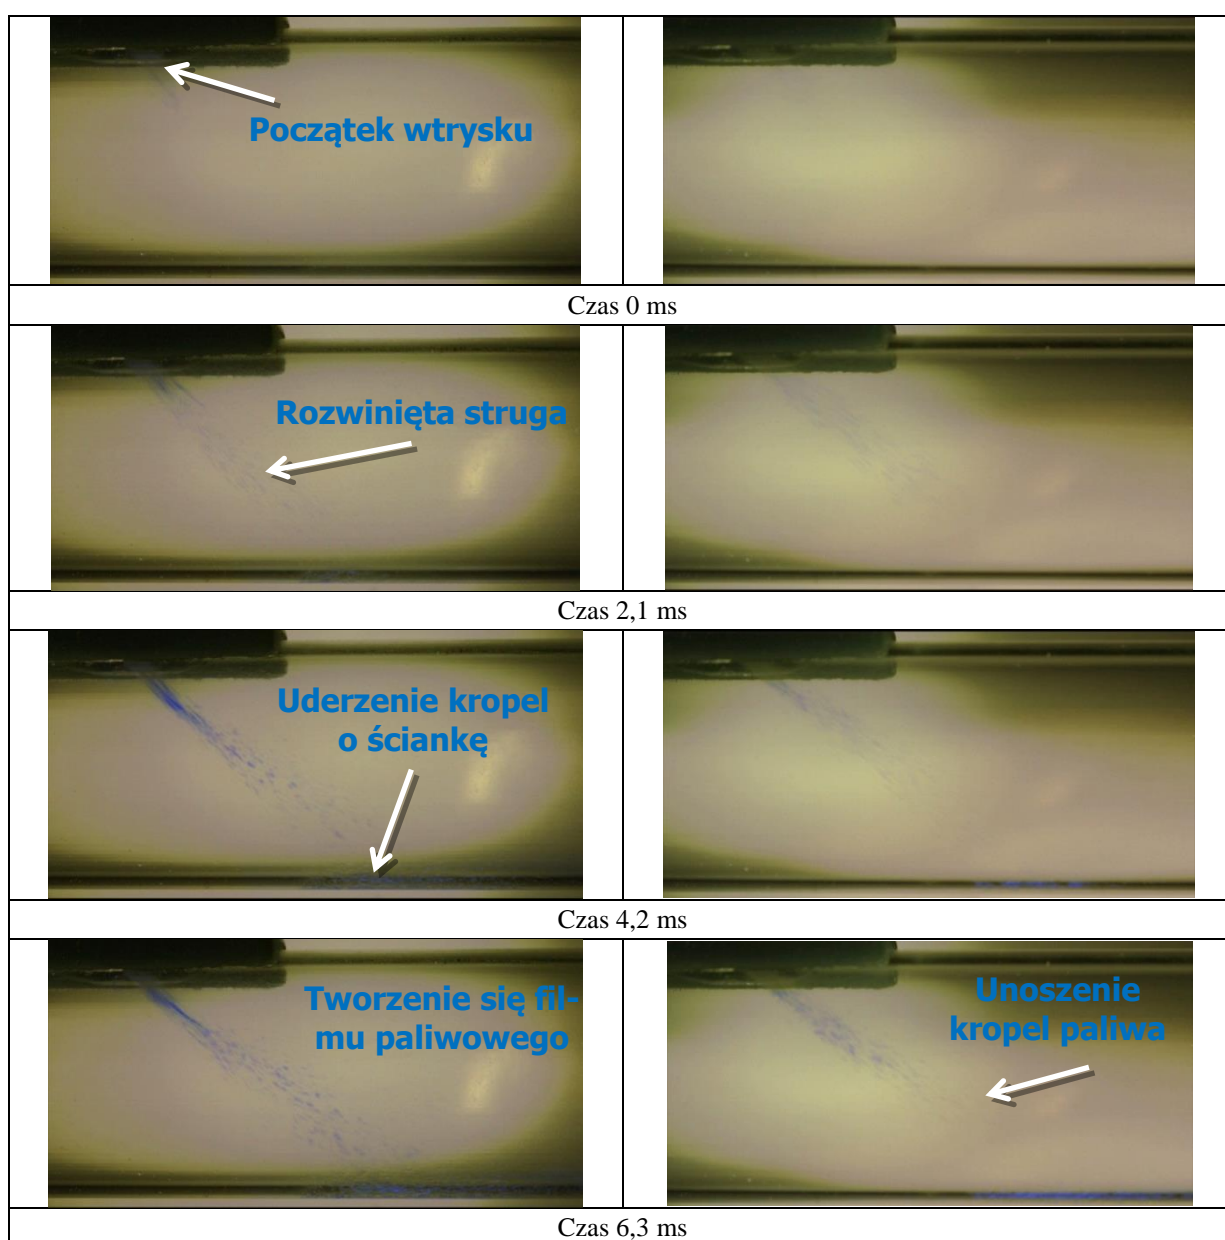 Początek wtrysku
Czas 0 ms
Rozwinięta struga
Czas 2,1 ms
Uderzenie kropel
o ściankę
Czas 4,2 ms
Tworzenie się fil-
mu paliwowego
Unoszenie
kropel paliwa
Czas 6,3 ms